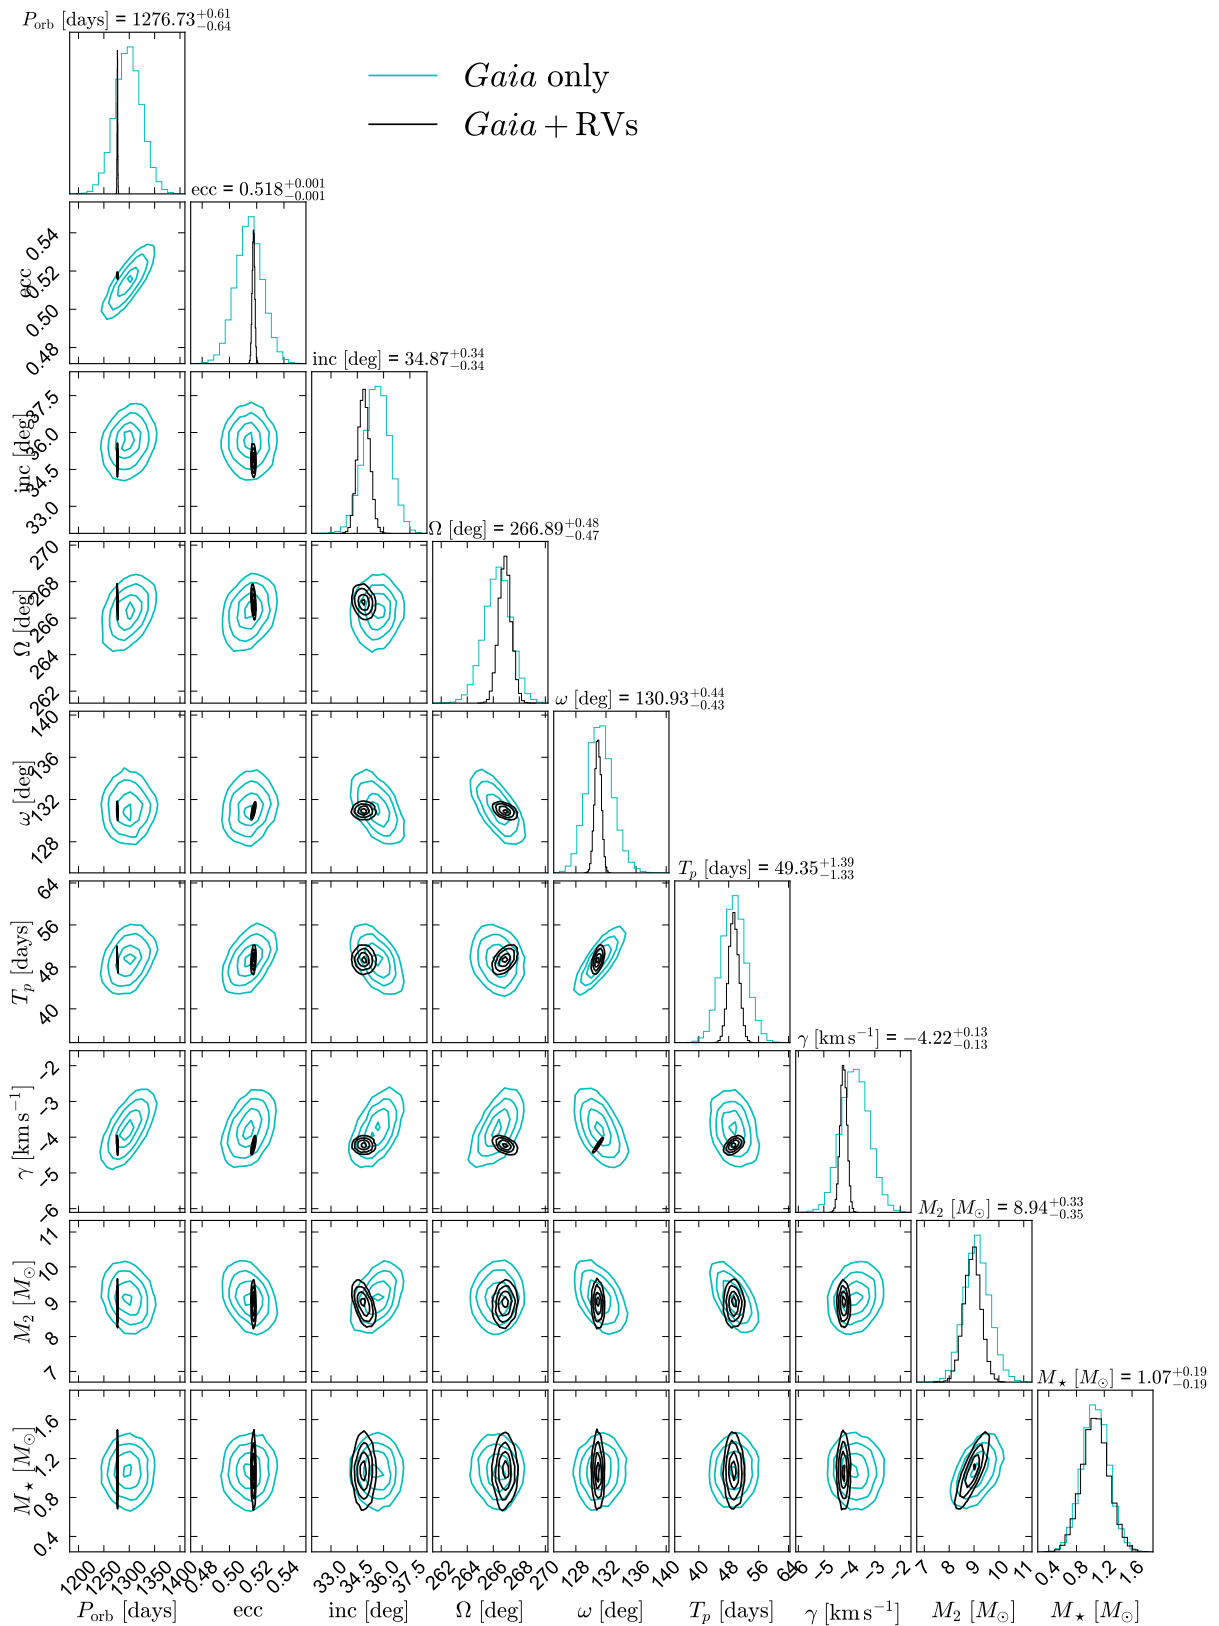 P_orb [days] = 1276.73^{+0.61}_{−0.64}
Gaia only
Gaia + RVs
ecc = 0.518^{+0.001}_{−0.001}
0.54
0.52
0.50
0.48
ecc
inc [deg] = 34.87^{+0.34}_{−0.34}
37.5
36.0
34.5
33.0
inc [deg]
Ω [deg] = 266.89^{+0.48}_{−0.47}
270
268
266
264
262
Ω [deg]
ω [deg] = 130.93^{+0.44}_{−0.43}
140
136
132
128
ω [deg]
T_p [days] = 49.35^{+1.39}_{−1.33}
64
56
48
40
T_p [days]
γ [km s^{−1}] = −4.22^{+0.13}_{−0.13}
-2
-3
-4
-5
-6
γ [km s^{−1}]
M_2 [M_⊙] = 8.94^{+0.33}_{−0.35}
11
10
9
8
7
M_2 [M_⊙]
M_★ [M_⊙] = 1.07^{+0.19}_{−0.19}
1.6
1.2
0.8
0.4
M_★ [M_⊙]
1200 1250 1300 1350 1400 0.48 0.50 0.52 0.54 33.0 34.5 36.0 37.5 262 264 266 268 270 128 132 136 140 40 48 56 64 -6 -5 -4 -3 -2 7 8 9 10 11 0.4 0.8 1.2 1.6
P_orb [days] ecc inc [deg] Ω [deg] ω [deg] T_p [days] γ [km s^{−1}] M_2 [M_⊙] M_★ [M_⊙]